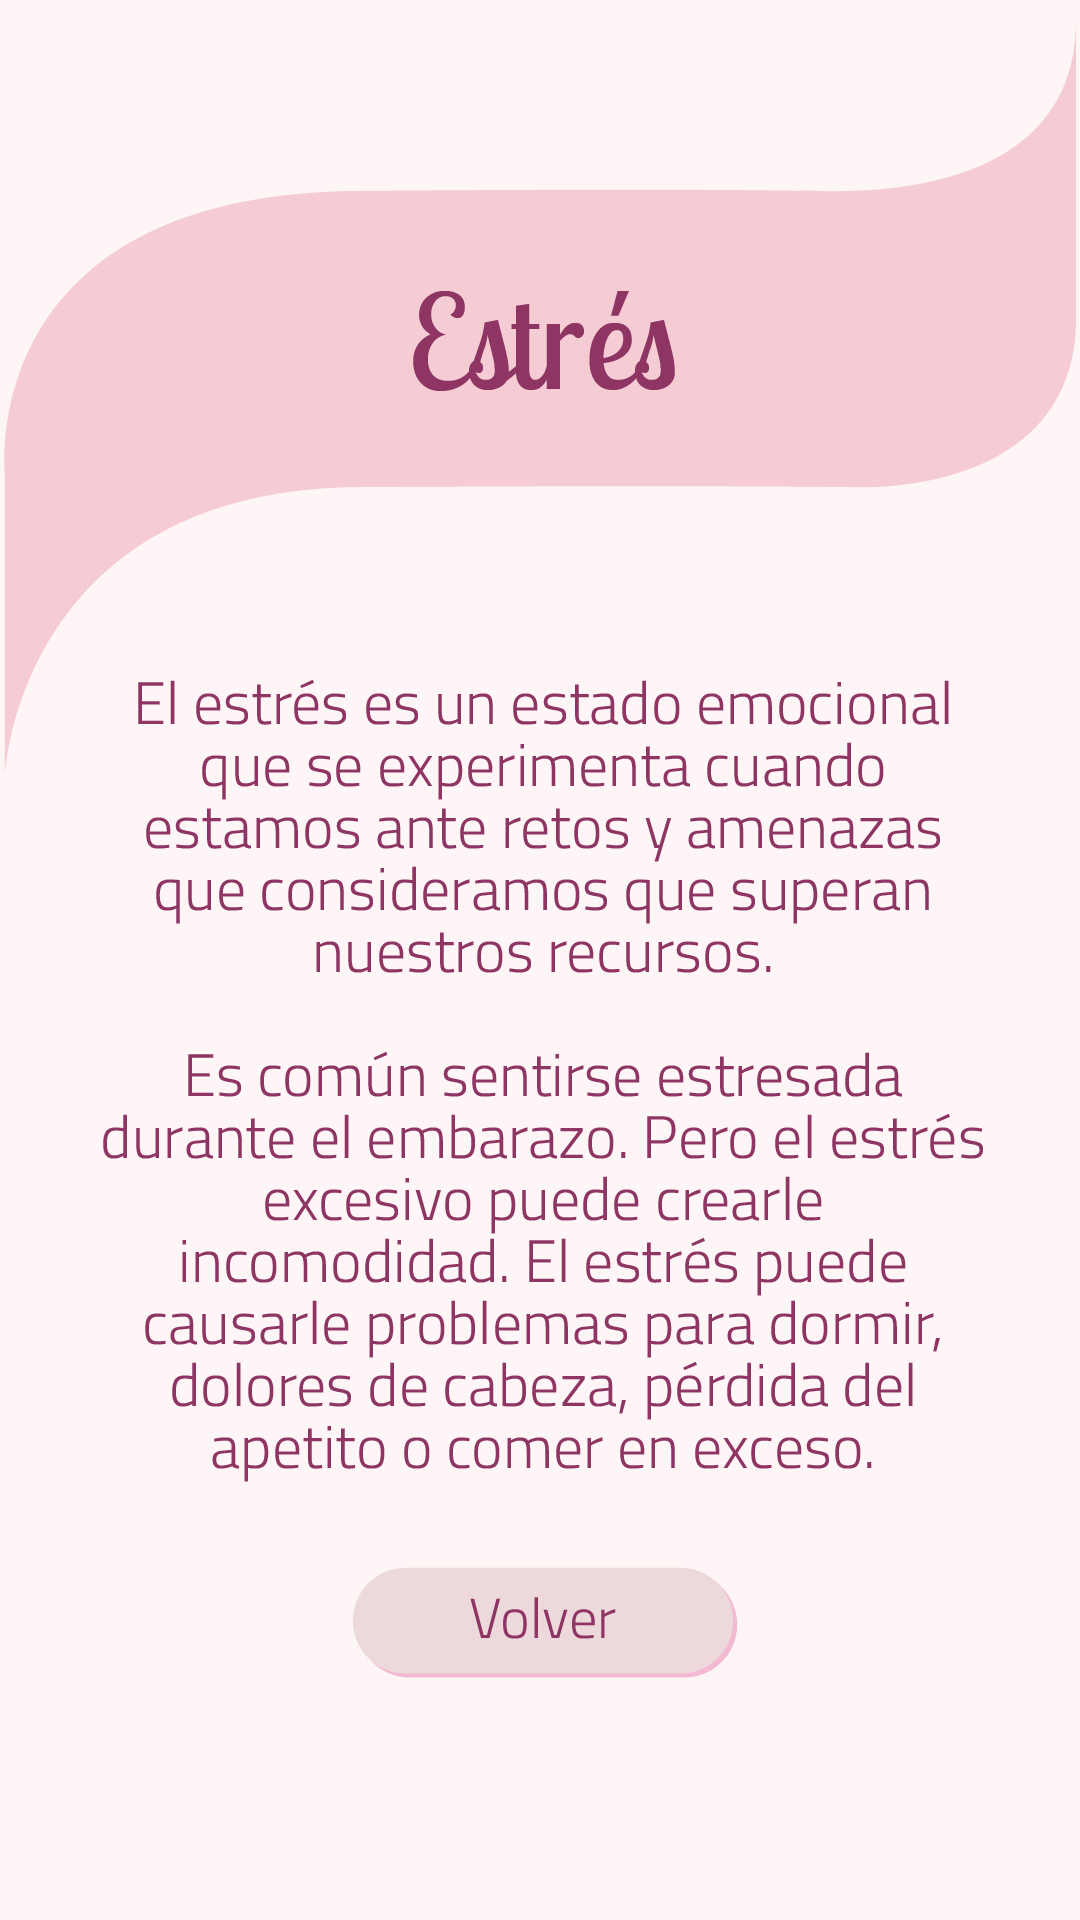 Estrés
El estrés es un estado emocional
que se experimenta cuando
estamos ante retos y amenazas
que consideramos que superan
nuestros recursos.
Es común sentirse estresada
durante el embarazo. Pero el estrés
excesivo puede crearle
incomodidad. El estrés puede
causarle problemas para dormir,
dolores de cabeza, pérdida del
apetito o comer en exceso.
Volver